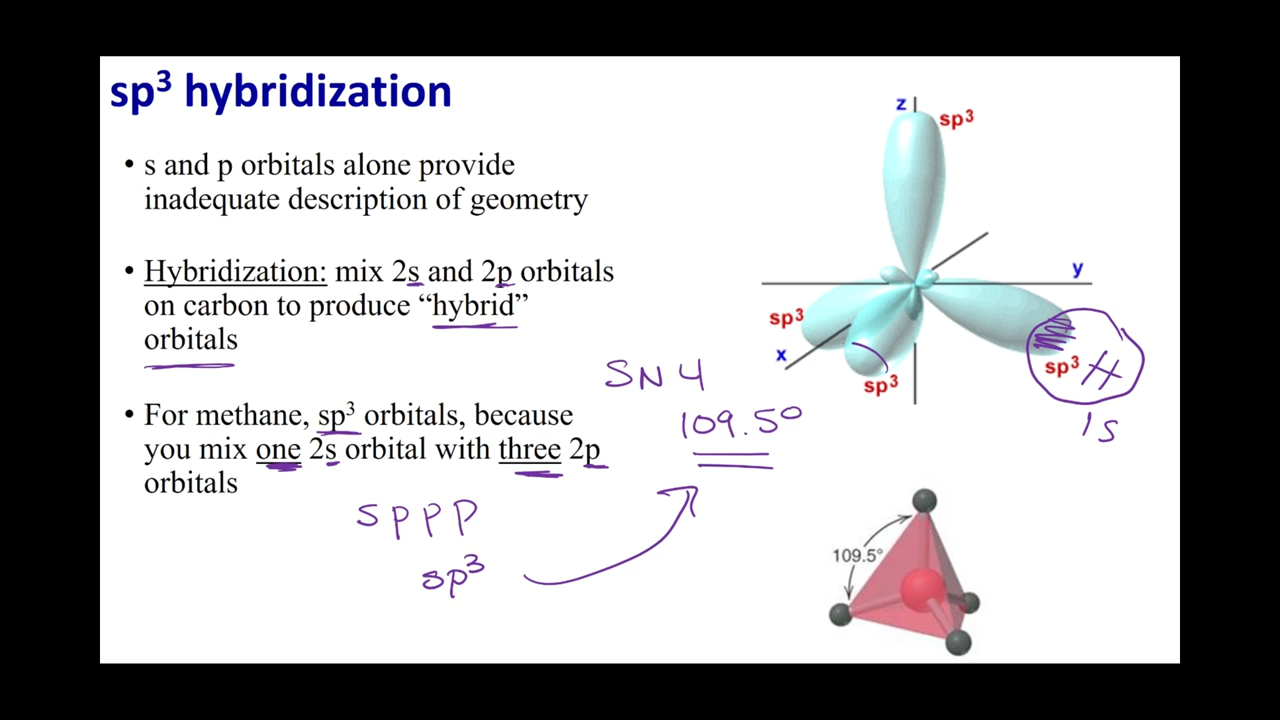 sp³ hybridization
• s and p orbitals alone provide
inadequate description of geometry
• Hybridization: mix 2s and 2p orbitals
on carbon to produce “hybrid”
orbitals
• For methane, sp³ orbitals, because
you mix one 2s orbital with three 2p
orbitals
sppp
sp³
SN 4
109.5°
z
sp³
y
sp³
x
sp³
sp³
H
1s
109.5°